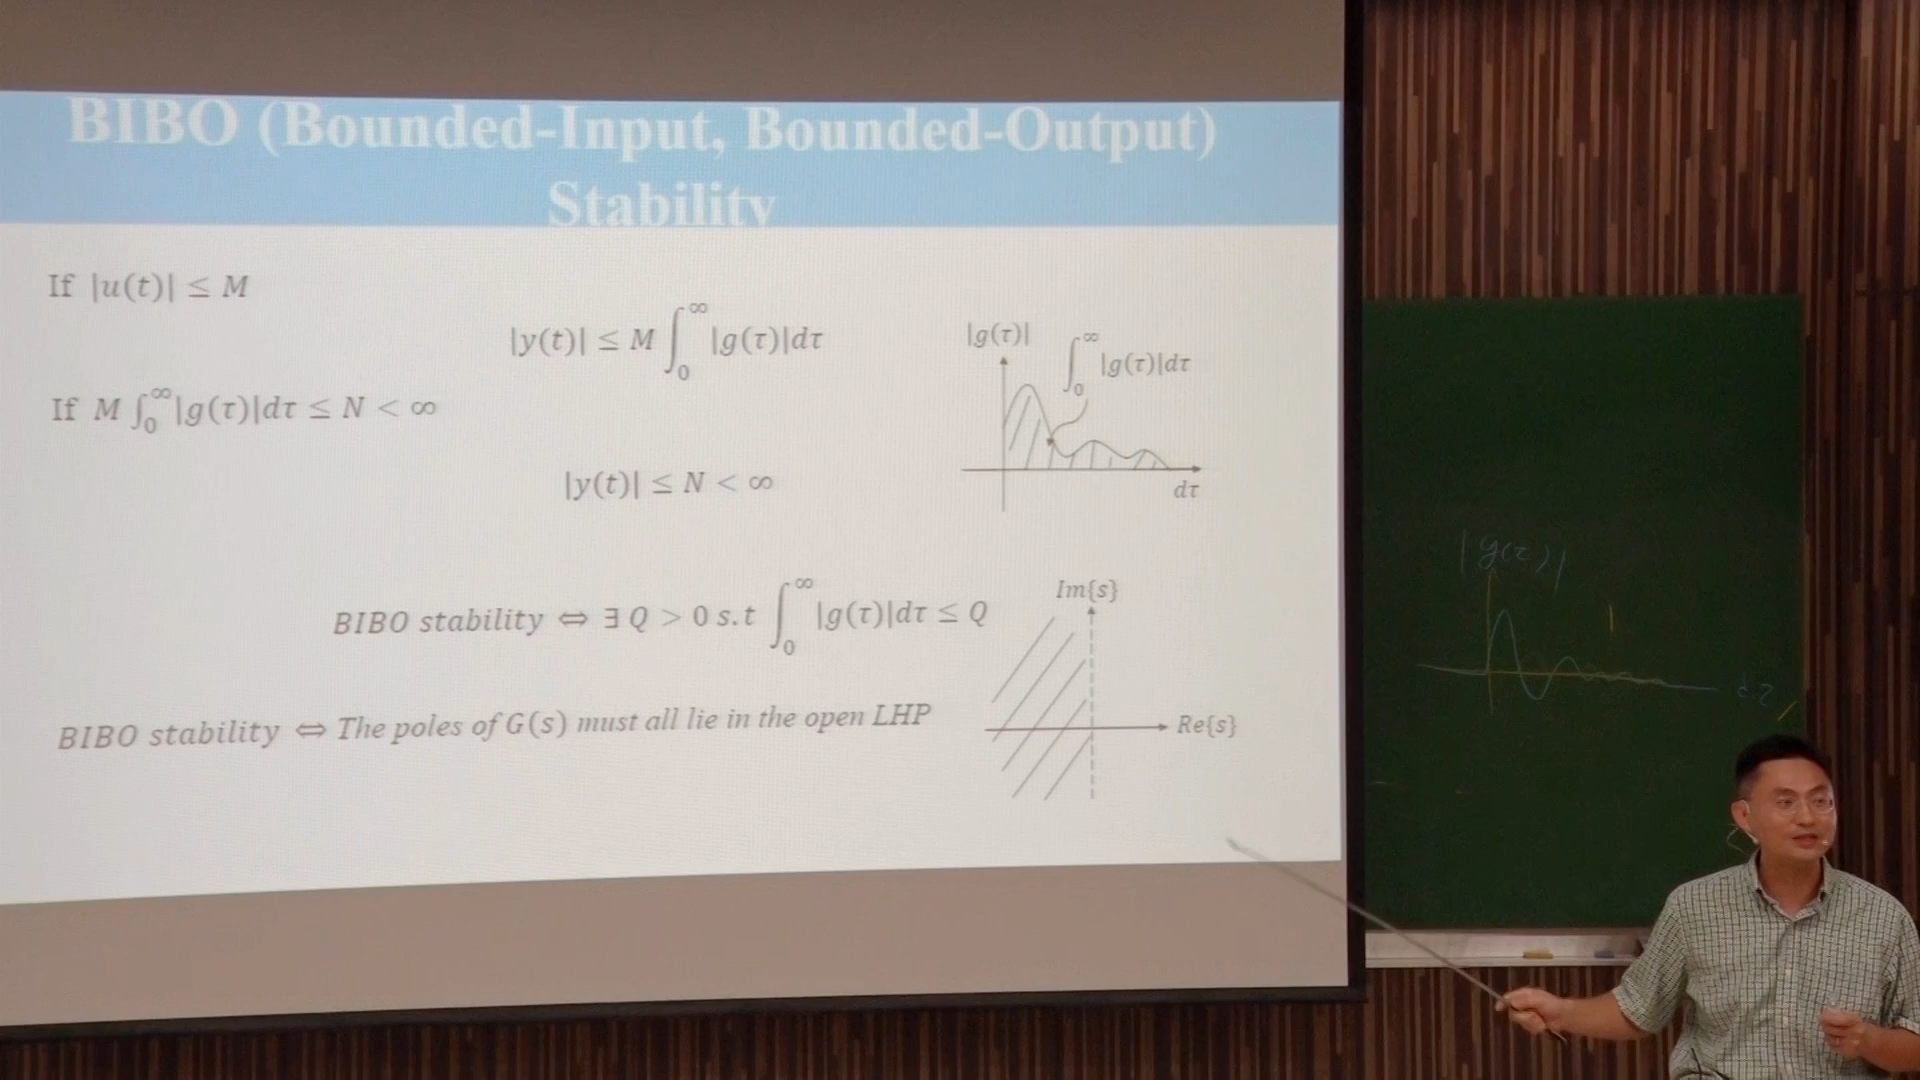 BIBO (Bounded-Input, Bounded-Output)
Stability
If |u(t)| ≤ M
|y(t)| ≤ M ∫₀^∞ |g(τ)|dτ
If M ∫₀^∞ |g(τ)|dτ ≤ N < ∞
|y(t)| ≤ N < ∞
|g(τ)|
∫₀^∞ |g(τ)|dτ
dτ
BIBO stability ⇔ ∃ Q > 0 s.t ∫₀^∞ |g(τ)|dτ ≤ Q
BIBO stability ⇔ The poles of G(s) must all lie in the open LHP
Im{s}
Re{s}
|g(τ)|